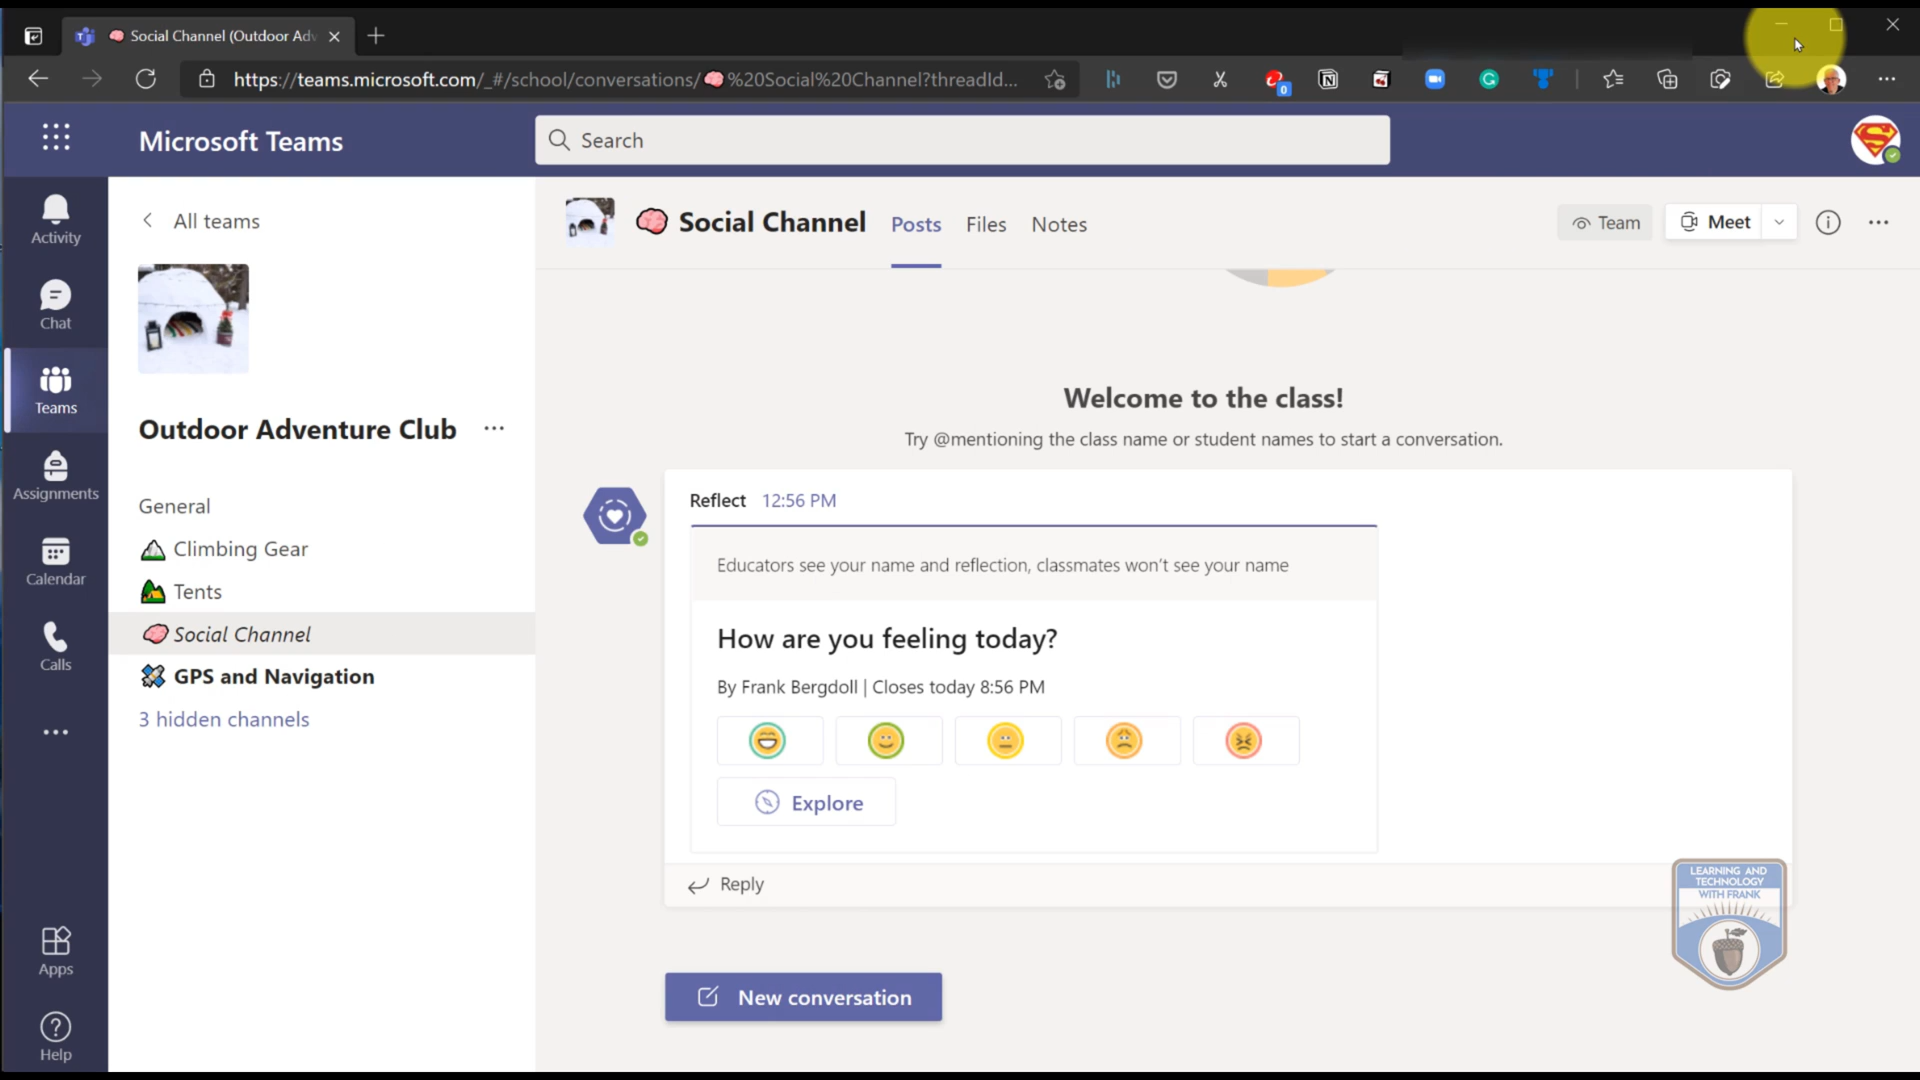 Social Channel (Outdoor Adv
https://teams.microsoft.com/_#/school/conversations/🧠%20Social%20Channel?threadId...
0
Microsoft Teams
Search
Activity
Chat
Teams
Assignments
Calendar
Calls
Apps
Help
All teams
Outdoor Adventure Club
General
Climbing Gear
Tents
Social Channel
GPS and Navigation
3 hidden channels
Social Channel
Posts
Files
Notes
Team
Meet
Welcome to the class!
Try @mentioning the class name or student names to start a conversation.
Reflect 12:56 PM
Educators see your name and reflection, classmates won't see your name
How are you feeling today?
By Frank Bergdoll | Closes today 8:56 PM
Explore
Reply
New conversation
LEARNING AND
TECHNOLOGY
WITH FRANK